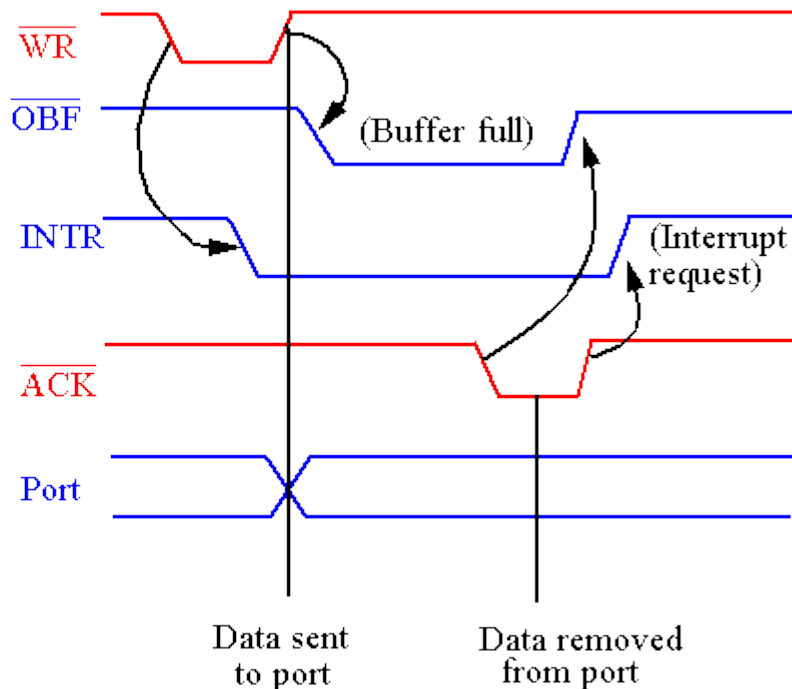 WR
OBF
(Buffer full)
INTR
(Interrupt
request)
ACK
Port
Data sent
to port
Data removed
from port